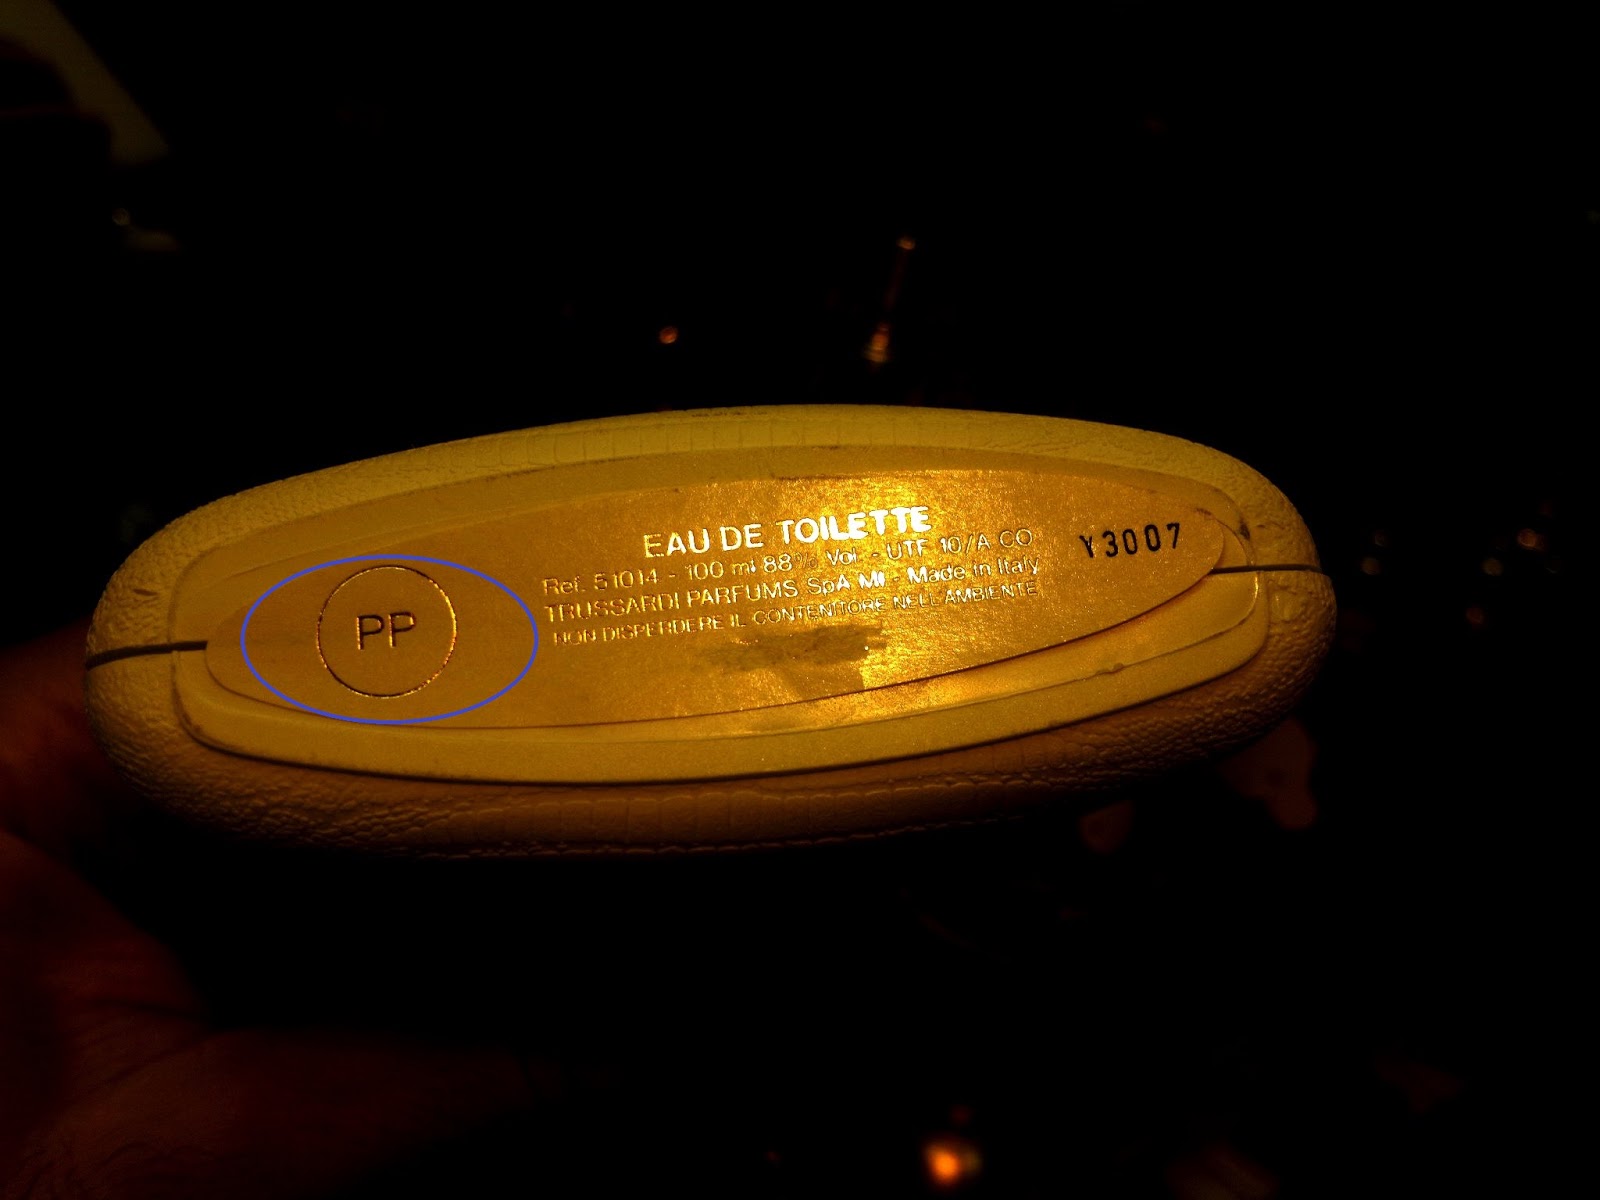 PP
EAU DE TOILETTE
Ref. 51014 - 100 ml 88% Vol. - UTF 10/A CO
TRUSSARDI PARFUMS SpA MI - Made in Italy
NON DISPERDERE IL CONTENITORE NELL'AMBIENTE
Y3007